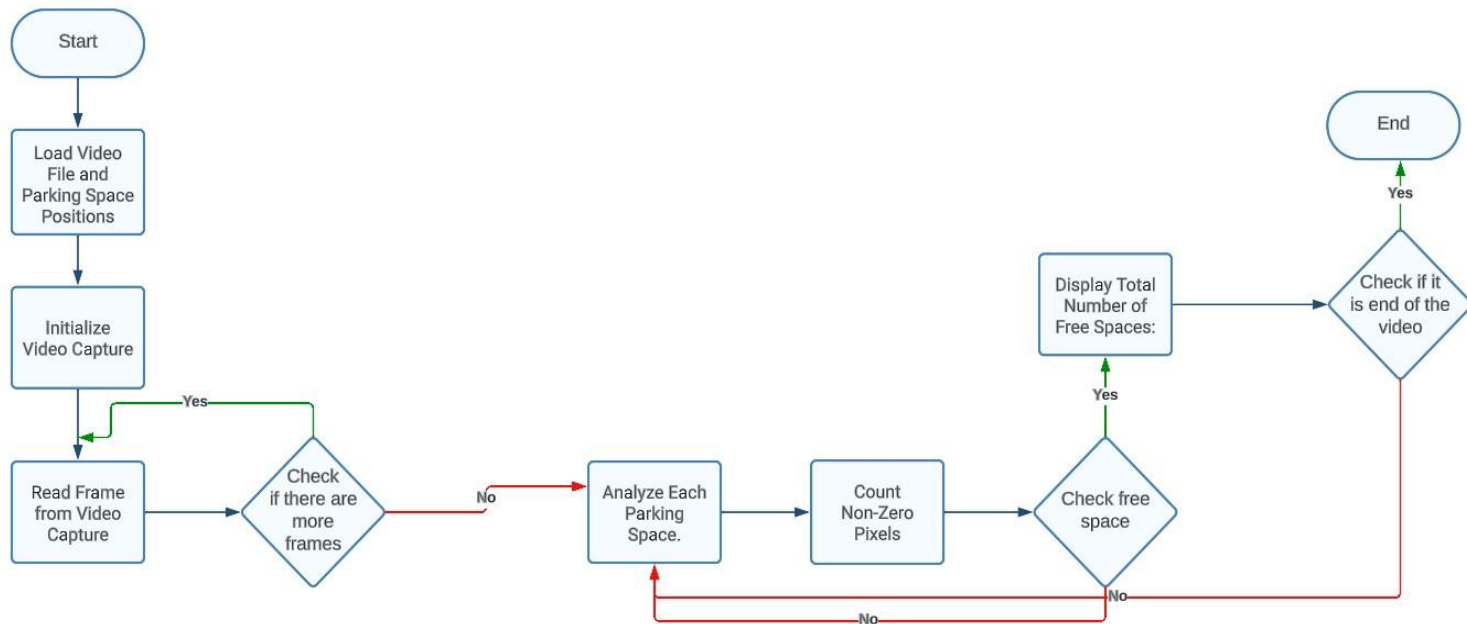 Start
Load Video
File and
Parking Space
Positions
Initialize
Video Capture
Yes
Read Frame
from Video
Capture
Check
if there are
more
frames
No
Analyze Each
Parking
Space.
Count
Non-Zero
Pixels
Check free
space
Yes
No
Display Total
Number of
Free Spaces:
Check if it
is end of the
video
Yes
No
End